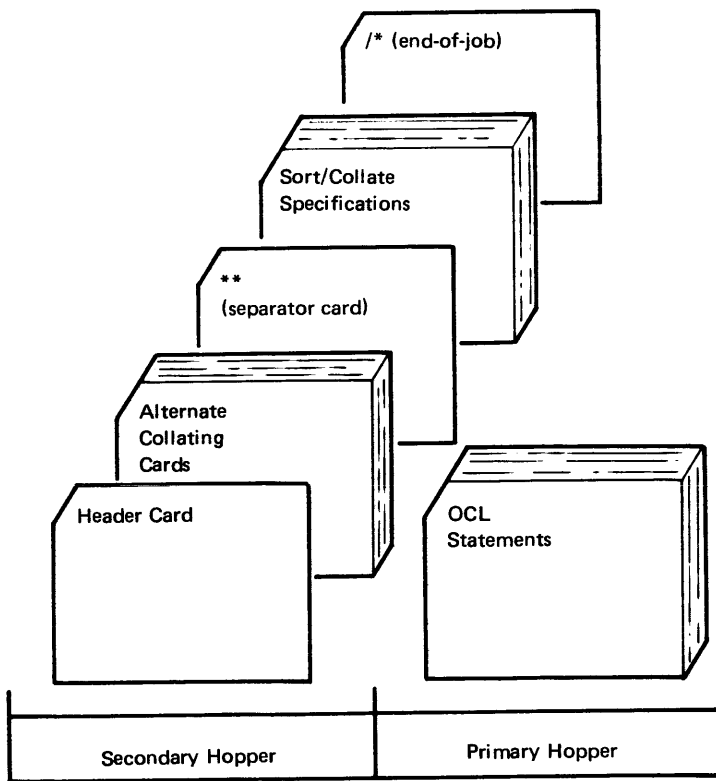 /* (end-of-job)
Sort/Collate
Specifications
**
(separator card)
Alternate
Collating
Cards
Header Card
OCL
Statements
Secondary Hopper
Primary Hopper